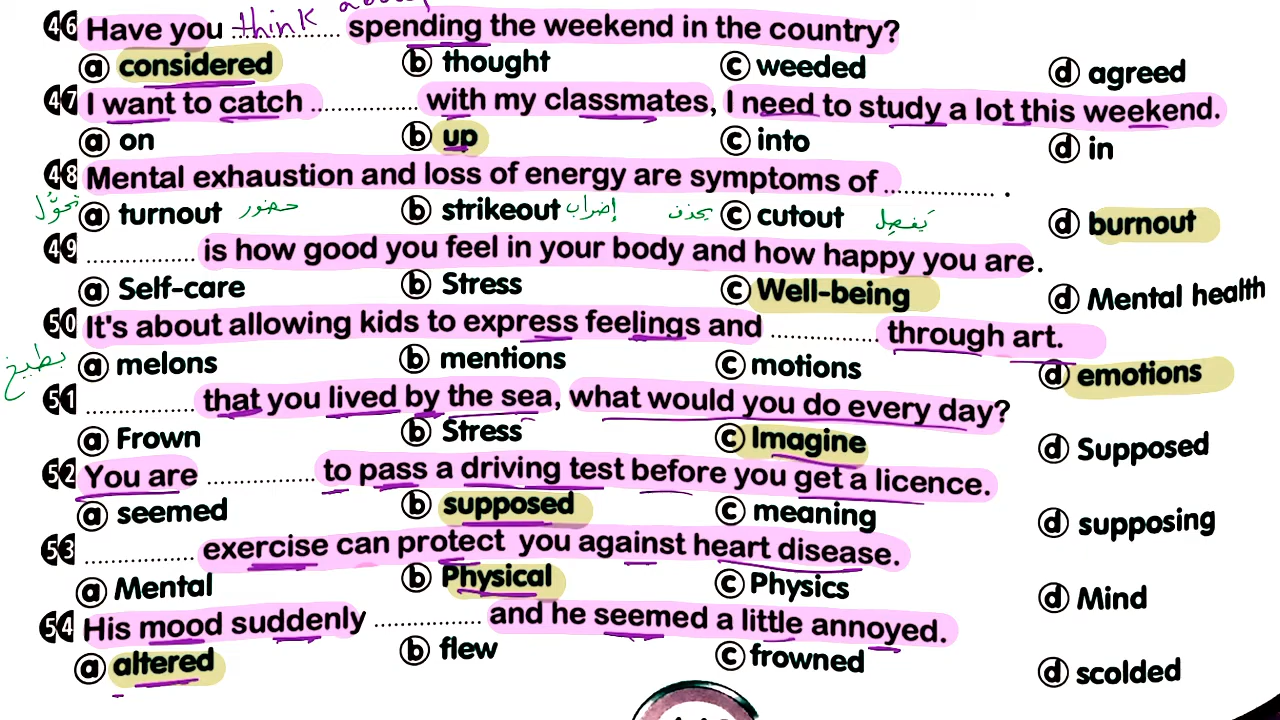 46 Have you think about spending the weekend in the country?
a considered b thought c weeded d agreed
47 I want to catch .................. with my classmates, I need to study a lot this weekend.
a on b up c into d in
48 Mental exhaustion and loss of energy are symptoms of .................. .
a turnout حضور b strikeout إضراب c cutout يحذف يفصل d burnout
49 .................. is how good you feel in your body and how happy you are.
a Self-care b Stress c Well-being d Mental health
50 It's about allowing kids to express feelings and .................. through art.
بطيخ a melons b mentions c motions d emotions
51 .................. that you lived by the sea, what would you do every day?
a Frown b Stress c Imagine d Supposed
52 You are .................. to pass a driving test before you get a licence.
a seemed b supposed c meaning d supposing
53 .................. exercise can protect you against heart disease.
a Mental b Physical c Physics d Mind
54 His mood suddenly .................. and he seemed a little annoyed.
a altered b flew c frowned d scolded